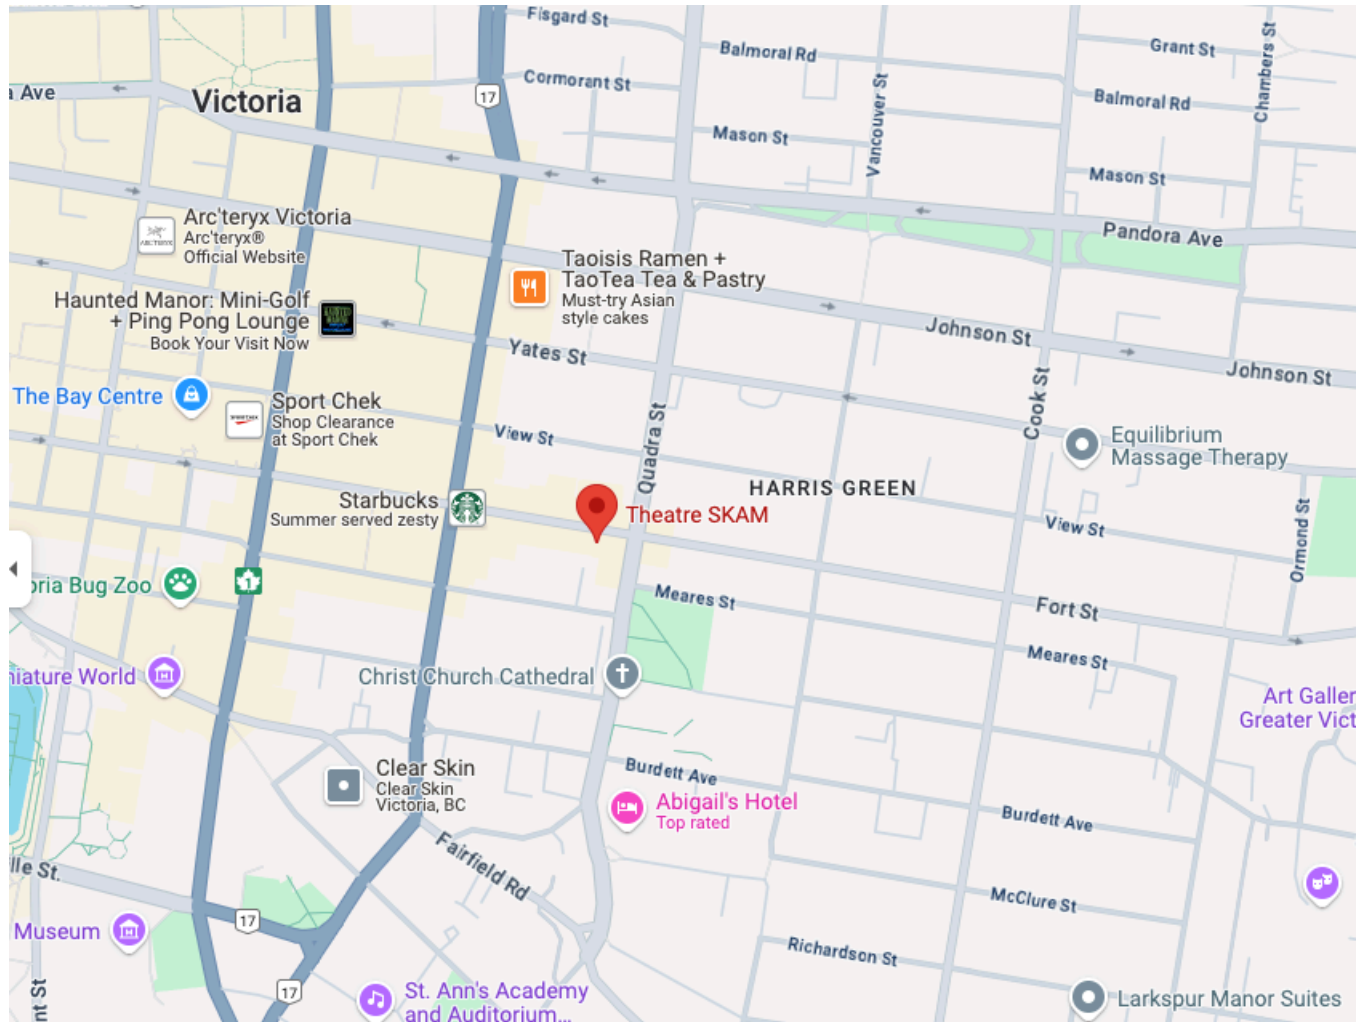 Fisgard St
Balmoral Rd
Grant St
Chambers St
Cormorant St
Ave
17
Victoria
Vancouver St
Balmoral Rd
Mason St
Mason St
Arc'teryx Victoria
Arc'teryx®
Official Website
ARC'TERYX
Pandora Ave
Taoisis Ramen +
TaoTea Tea & Pastry
Must-try Asian
style cakes
Haunted Manor: Mini-Golf
+ Ping Pong Lounge
Book Your Visit Now
Johnson St
Yates St
Johnson St
The Bay Centre
Sport Chek
Shop Clearance
at Sport Chek
Cook St
Quadra St
View St
Equilibrium
Massage Therapy
HARRIS GREEN
Starbucks
Summer served zesty
Theatre SKAM
View St
Ormond St
oria Bug Zoo
1
Meares St
Fort St
Meares St
niature World
Christ Church Cathedral
Art Galler
Greater Vict
Clear Skin
Clear Skin
Victoria, BC
Burdett Ave
Abigail's Hotel
Top rated
Burdett Ave
Fairfield Rd
lle St.
McClure St
17
Museum
Richardson St
17
nt St
St. Ann's Academy
and Auditorium...
Larkspur Manor Suites